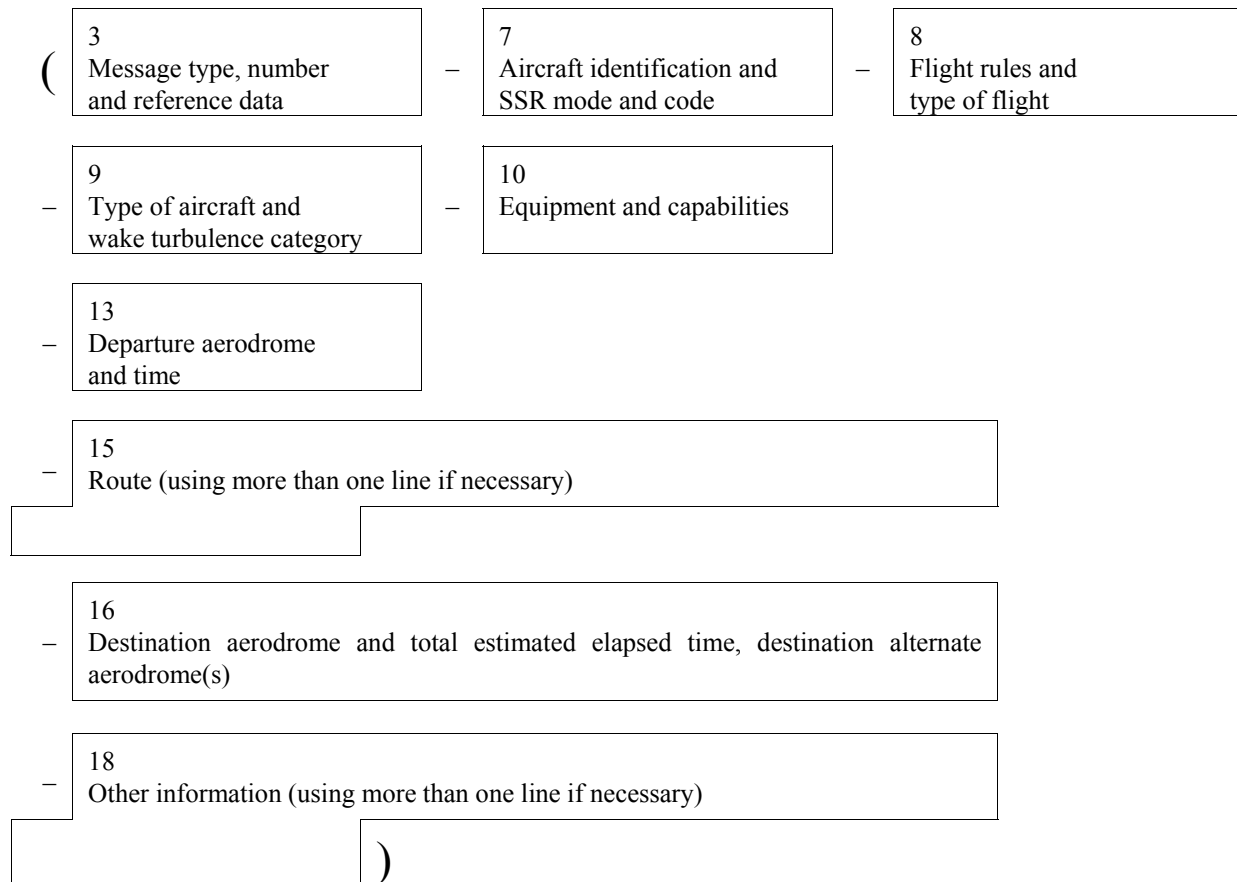 ( 3 – 7 – 8
Message type, number Aircraft identification and Flight rules and
and reference data SSR mode and code type of flight
9 10
– Type of aircraft and – Equipment and capabilities
wake turbulence category
13
– Departure aerodrome
and time
15
– Route (using more than one line if necessary)
16
– Destination aerodrome and total estimated elapsed time, destination alternate
aerodrome(s)
18
– Other information (using more than one line if necessary)
)